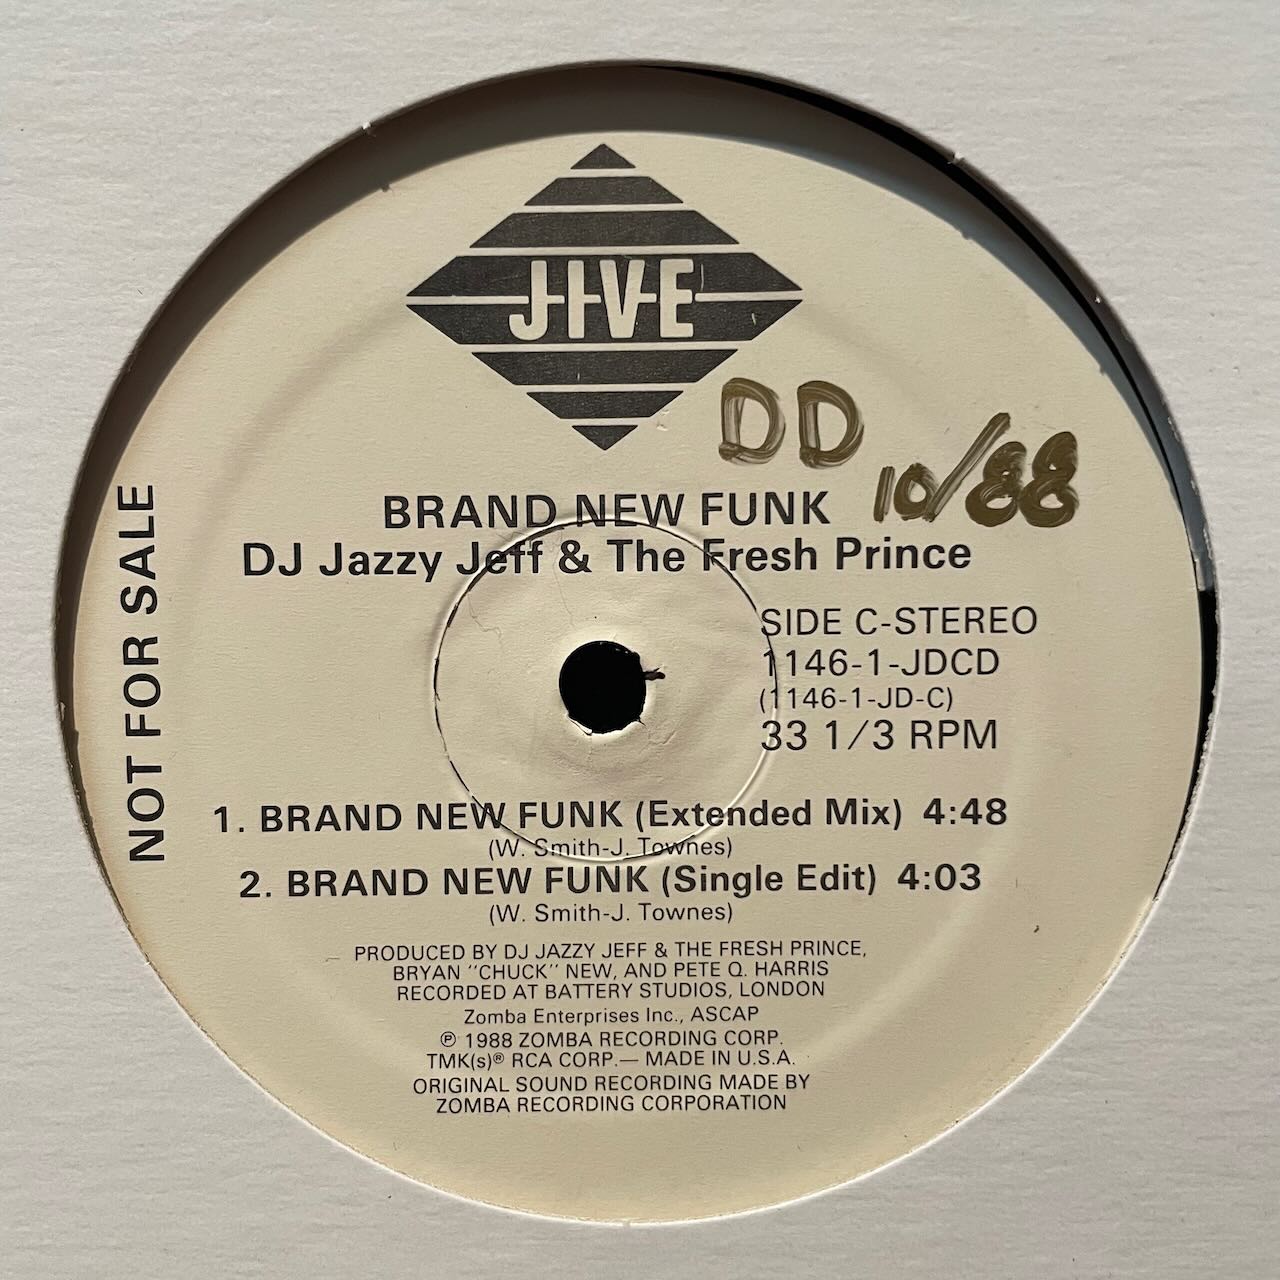 JIVE
DD
10/88
BRAND NEW FUNK
DJ Jazzy Jeff & The Fresh Prince
NOT FOR SALE
SIDE C-STEREO
1146-1-JDCD
(1146-1-JD-C)
33 1/3 RPM
1. BRAND NEW FUNK (Extended Mix) 4:48
(W. Smith-J. Townes)
2. BRAND NEW FUNK (Single Edit) 4:03
(W. Smith-J. Townes)
PRODUCED BY DJ JAZZY JEFF & THE FRESH PRINCE,
BRYAN "CHUCK" NEW, AND PETE Q. HARRIS
RECORDED AT BATTERY STUDIOS, LONDON
Zomba Enterprises Inc., ASCAP
℗ 1988 ZOMBA RECORDING CORP.
TMK(s)® RCA CORP.— MADE IN U.S.A.
ORIGINAL SOUND RECORDING MADE BY
ZOMBA RECORDING CORPORATION